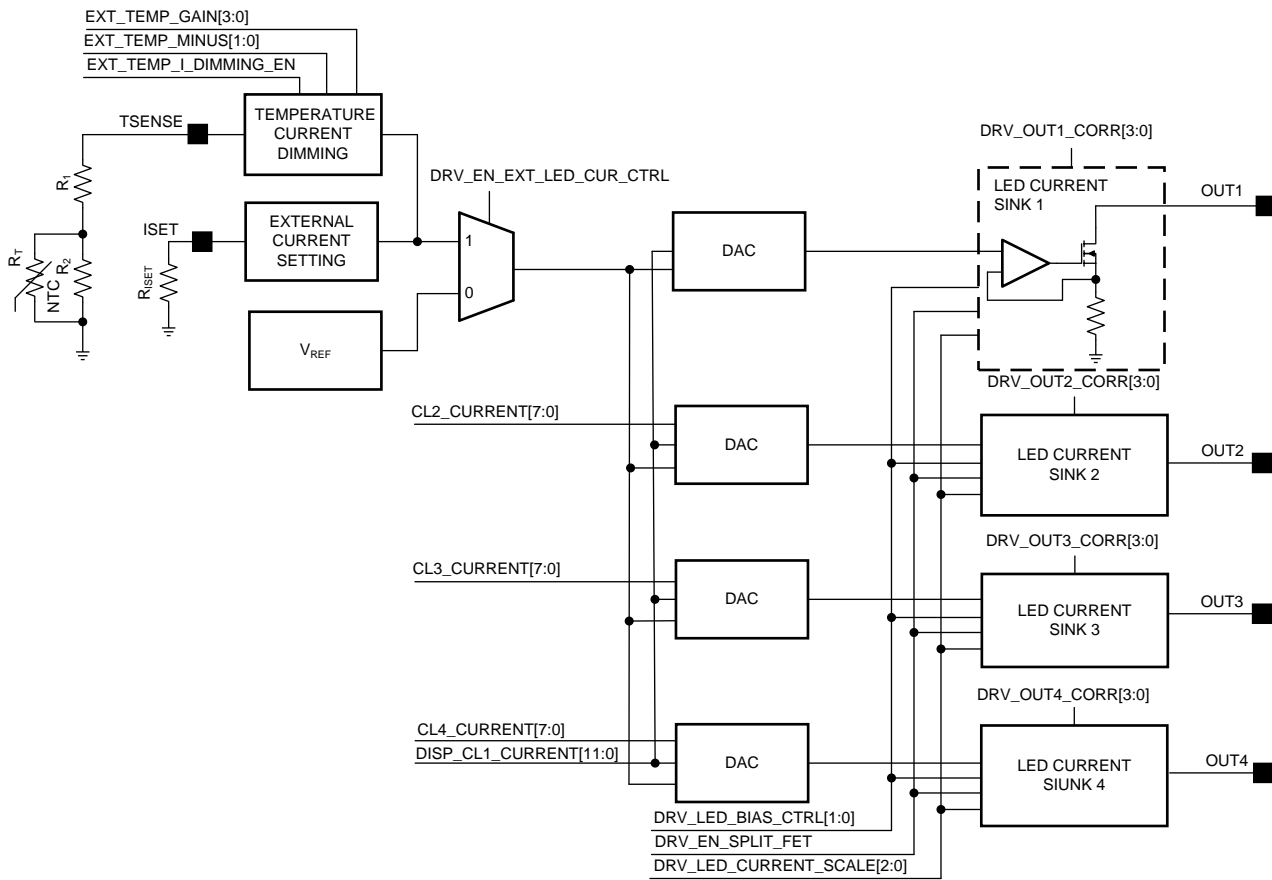 EXT_TEMP_GAIN[3:0]
EXT_TEMP_MINUS[1:0]
EXT_TEMP_I_DIMMING_EN
TSENSE
TEMPERATURE
CURRENT
DIMMING
R1
RT
NTC
R2
ISET
RISET
EXTERNAL
CURRENT
SETTING
VREF
DRV_EN_EXT_LED_CUR_CTRL
1
0
DAC
DRV_OUT1_CORR[3:0]
LED CURRENT
SINK 1
OUT1
CL2_CURRENT[7:0]
DAC
DRV_OUT2_CORR[3:0]
LED CURRENT
SINK 2
OUT2
CL3_CURRENT[7:0]
DAC
DRV_OUT3_CORR[3:0]
LED CURRENT
SINK 3
OUT3
CL4_CURRENT[7:0]
DISP_CL1_CURRENT[11:0]
DAC
DRV_OUT4_CORR[3:0]
LED CURRENT
SIUNK 4
OUT4
DRV_LED_BIAS_CTRL[1:0]
DRV_EN_SPLIT_FET
DRV_LED_CURRENT_SCALE[2:0]